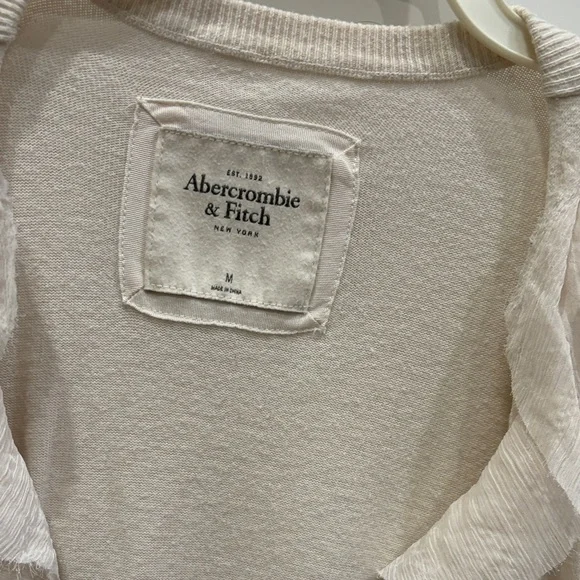 EST. 1892
Abercrombie
& Fitch
NEW YORK
M
MADE IN CHINA